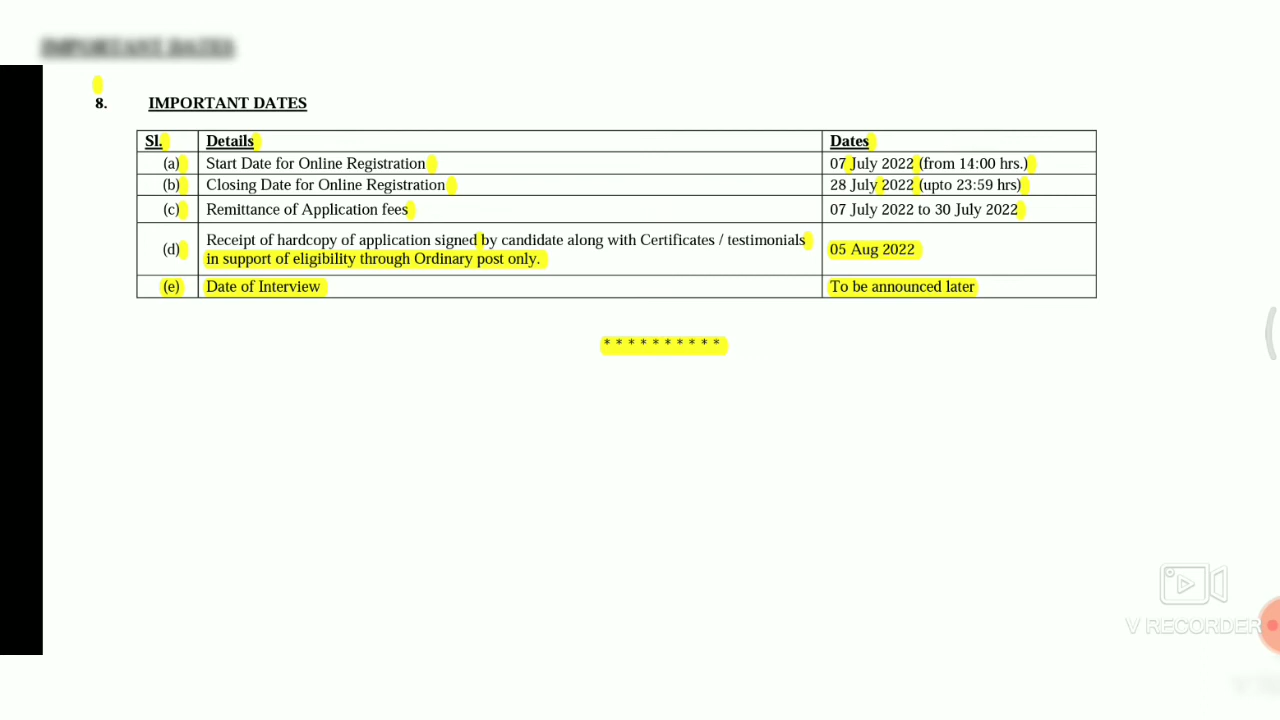 IMPORTANT DATES
8. IMPORTANT DATES
Sl. Details Dates
(a) Start Date for Online Registration 07 July 2022 (from 14:00 hrs.)
(b) Closing Date for Online Registration 28 July 2022 (upto 23:59 hrs)
(c) Remittance of Application fees 07 July 2022 to 30 July 2022
(d) Receipt of hardcopy of application signed by candidate along with Certificates / testimonials
in support of eligibility through Ordinary post only. 05 Aug 2022
(e) Date of Interview To be announced later
* * * * * * * * * *
V RECORDER